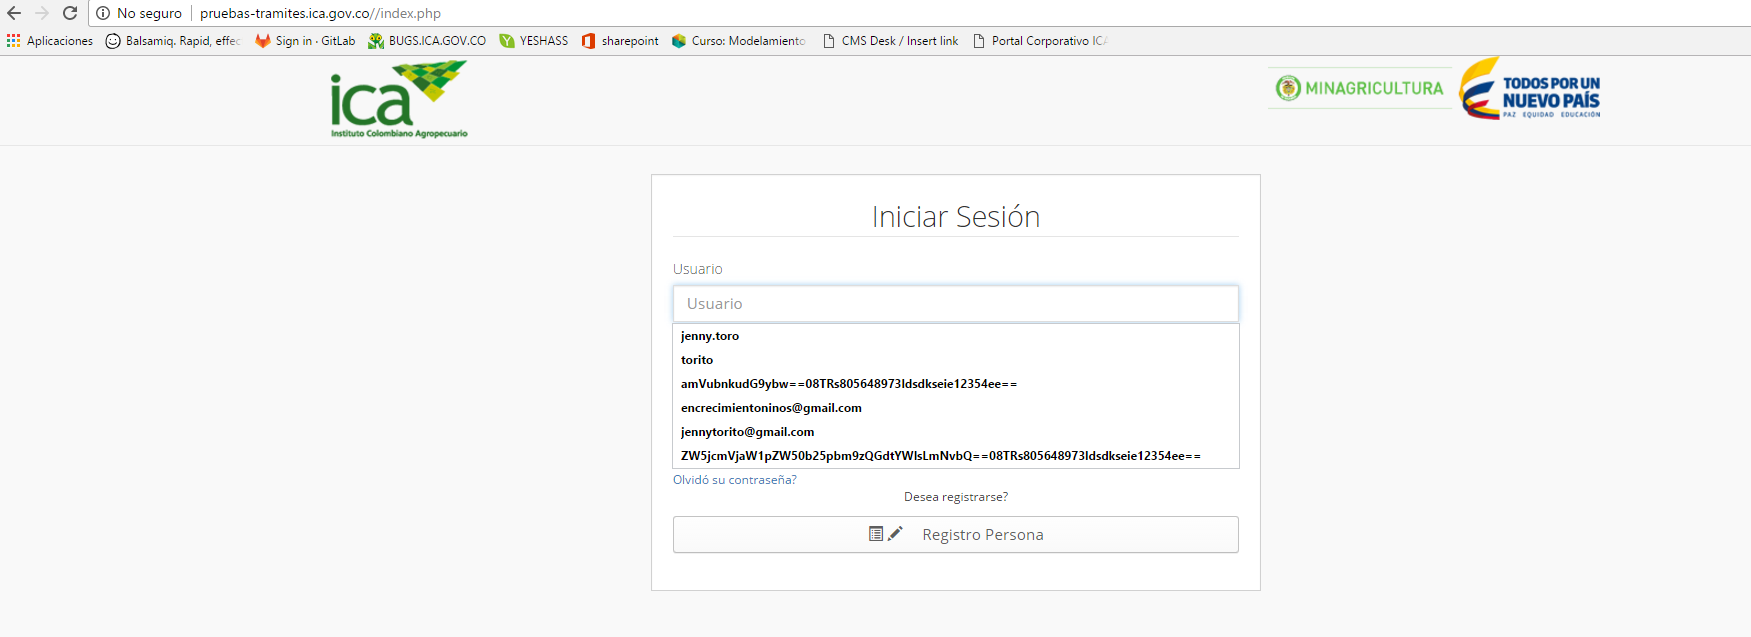 No seguro pruebas-tramites.ica.gov.co//index.php
Aplicaciones Balsamiq. Rapid, effec Sign in · GitLab BUGS.ICA.GOV.CO YESHASS sharepoint Curso: Modelamiento CMS Desk / Insert link Portal Corporativo ICA
ica
Instituto Colombiano Agropecuario
MINAGRICULTURA
TODOS POR UN
NUEVO PAÍS
PAZ EQUIDAD EDUCACIÓN
Iniciar Sesión
Usuario
Usuario
jenny.toro
torito
amVubnkudG9ybw==08TRs805648973ldsdkseie12354ee==
encrecimientoninos@gmail.com
jennytorito@gmail.com
ZW5jcmVjaW1pZW50b25pbm9zQGdtYWlsLmNvbQ==08TRs805648973ldsdkseie12354ee==
Olvidó su contraseña?
Desea registrarse?
Registro Persona